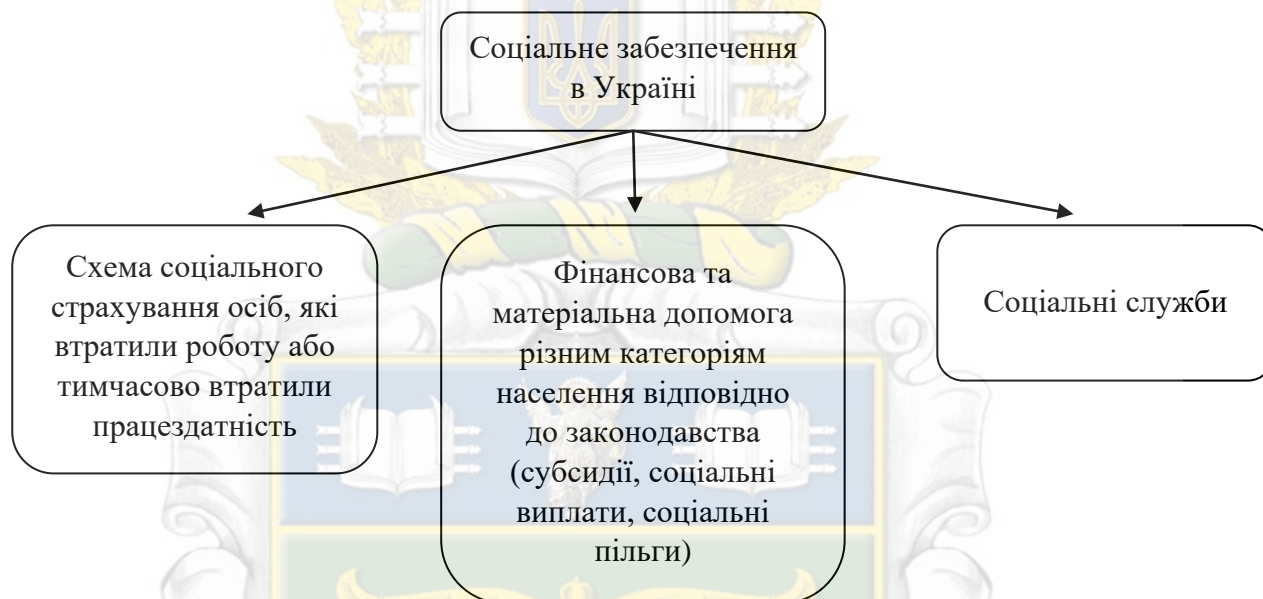 Соціальне забезпечення
в Україні
Схема соціального
страхування осіб, які
втратили роботу або
тимчасово втратили
працездатність
Фінансова та
матеріальна допомога
різним категоріям
населення відповідно
до законодавства
(субсидії, соціальні
виплати, соціальні
пільги)
Соціальні служби